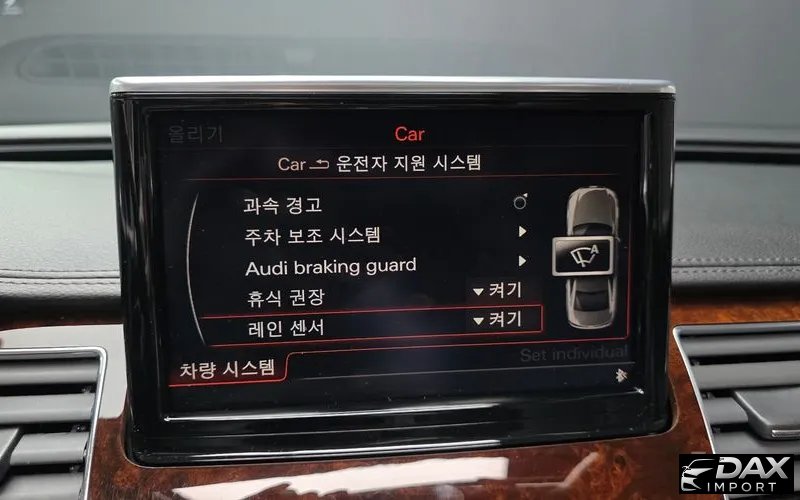 올리기
Car
Car 운전자 지원 시스템
과속 경고
주차 보조 시스템
Audi braking guard
휴식 권장 ▼ 켜기
레인 센서 ▼ 켜기
A
Set individual
차량 시스템
DAX
IMPORT